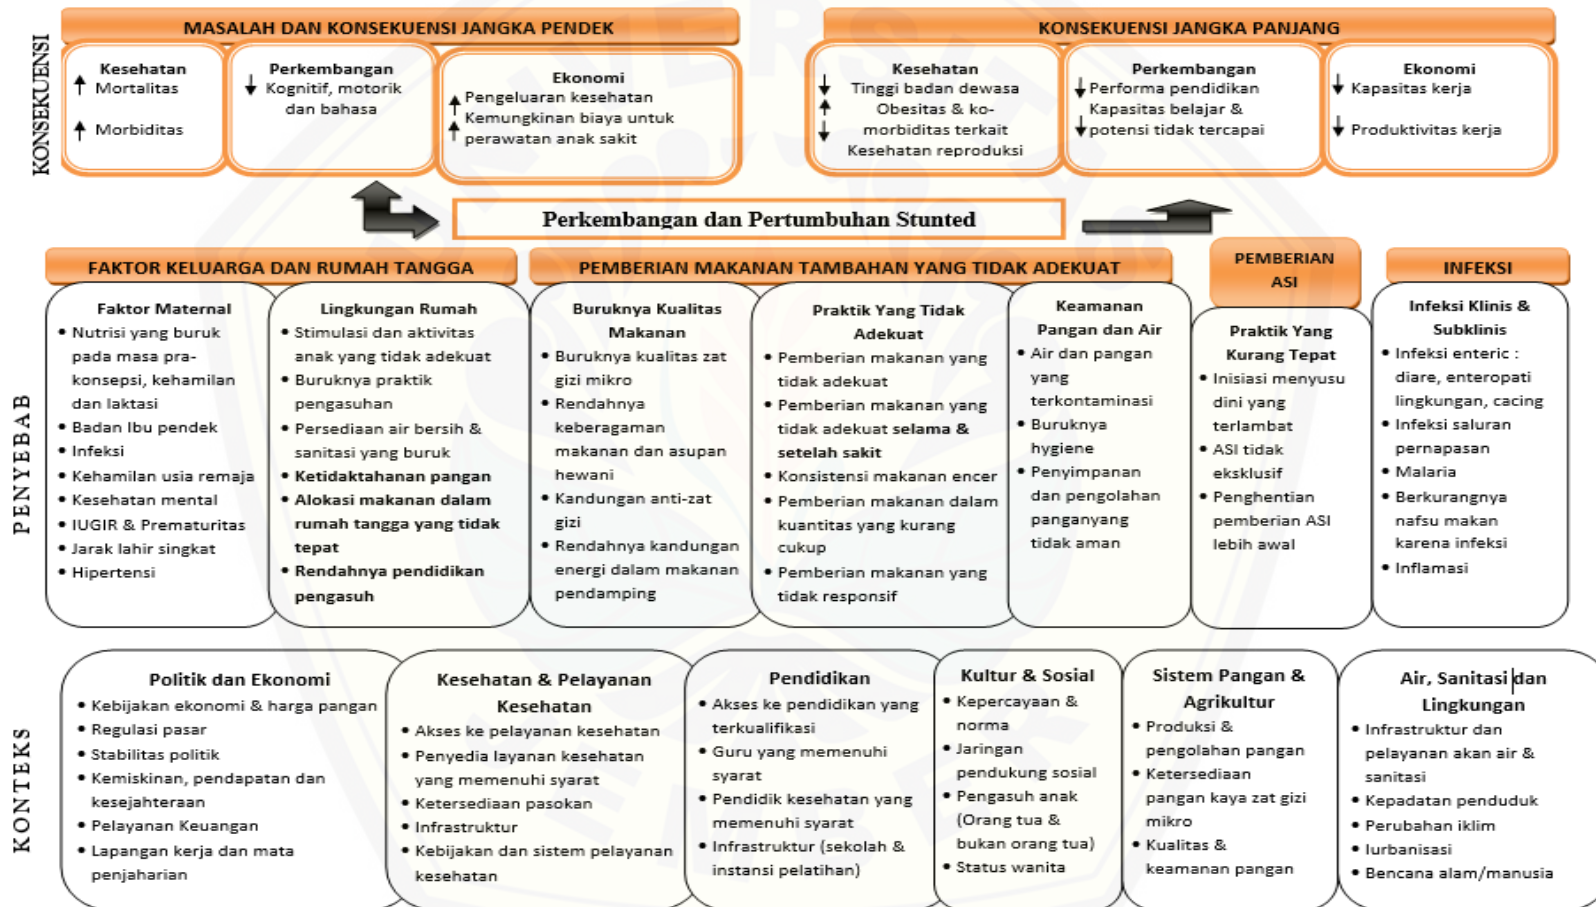 KONSEKUENSI
MASALAH DAN KONSEKUENSI JANGKA PENDEK
Kesehatan
↑ Mortalitas
↑ Morbiditas
Perkembangan
↓ Kognitif, motorik
dan bahasa
Ekonomi
↑ Pengeluaran kesehatan
↑ Kemungkinan biaya untuk
perawatan anak sakit
KONSEKUENSI JANGKA PANJANG
Kesehatan
↓ Tinggi badan dewasa
↑ Obesitas & ko-
↓ morbiditas terkait
Kesehatan reproduksi
Perkembangan
↓ Performa pendidikan
Kapasitas belajar &
↓ potensi tidak tercapai
Ekonomi
↓ Kapasitas kerja
↓ Produktivitas kerja
Perkembangan dan Pertumbuhan Stunted
PENYEBAB
FAKTOR KELUARGA DAN RUMAH TANGGA
Faktor Maternal
• Nutrisi yang buruk
pada masa pra-
konsepsi, kehamilan
dan laktasi
• Badan Ibu pendek
• Infeksi
• Kehamilan usia remaja
• Kesehatan mental
• IUGIR & Prematuritas
• Jarak lahir singkat
• Hipertensi
Lingkungan Rumah
• Stimulasi dan aktivitas
anak yang tidak adekuat
• Buruknya praktik
pengasuhan
• Persediaan air bersih &
sanitasi yang buruk
• Ketidaktahanan pangan
• Alokasi makanan dalam
rumah tangga yang tidak
tepat
• Rendahnya pendidikan
pengasuh
PEMBERIAN MAKANAN TAMBAHAN YANG TIDAK ADEKUAT
Buruknya Kualitas
Makanan
• Buruknya kualitas zat
gizi mikro
• Rendahnya
keberagaman
makanan dan asupan
hewani
• Kandungan anti-zat
gizi
• Rendahnya kandungan
energi dalam makanan
pendamping
Praktik Yang Tidak
Adekuat
• Pemberian makanan yang
tidak adekuat
• Pemberian makanan yang
tidak adekuat selama &
setelah sakit
• Konsistensi makanan encer
• Pemberian makanan dalam
kuantitas yang kurang
cukup
• Pemberian makanan yang
tidak responsif
Keamanan
Pangan dan Air
• Air dan pangan
yang
terkontaminasi
• Buruknya
hygiene
• Penyimpanan
dan pengolahan
panganyang
tidak aman
PEMBERIAN
ASI
Praktik Yang
Kurang Tepat
• Inisiasi menyusu
dini yang
terlambat
• ASI tidak
eksklusif
• Penghentian
pemberian ASI
lebih awal
INFEKSI
Infeksi Klinis &
Subklinis
• Infeksi enteric :
diare, enteropati
lingkungan, cacing
• Infeksi saluran
pernapasan
• Malaria
• Berkurangnya
nafsu makan
karena infeksi
• Inflamasi
KONTEKS
Politik dan Ekonomi
• Kebijakan ekonomi & harga pangan
• Regulasi pasar
• Stabilitas politik
• Kemiskinan, pendapatan dan
kesejahteraan
• Pelayanan Keuangan
• Lapangan kerja dan mata
penjaharian
Kesehatan & Pelayanan
Kesehatan
• Akses ke pelayanan kesehatan
• Penyedia layanan kesehatan
yang memenuhi syarat
• Ketersediaan pasokan
• Infrastruktur
• Kebijakan dan sistem pelayanan
kesehatan
Pendidikan
• Akses ke pendidikan yang
terkualifikasi
• Guru yang memenuhi
syarat
• Pendidik kesehatan yang
memenuhi syarat
• Infrastruktur (sekolah &
instansi pelatihan)
Kultur & Sosial
• Kepercayaan &
norma
• Jaringan
pendukung sosial
• Pengasuh anak
(Orang tua &
bukan orang tua)
• Status wanita
Sistem Pangan &
Agrikultur
• Produksi &
pengolahan pangan
• Ketersediaan
pangan kaya zat gizi
mikro
• Kualitas &
keamanan pangan
Air, Sanitasi dan
Lingkungan
• Infrastruktur dan
pelayanan akan air &
sanitasi
• Kepadatan penduduk
• Perubahan iklim
• Iurbanisasi
• Bencana alam/manusia